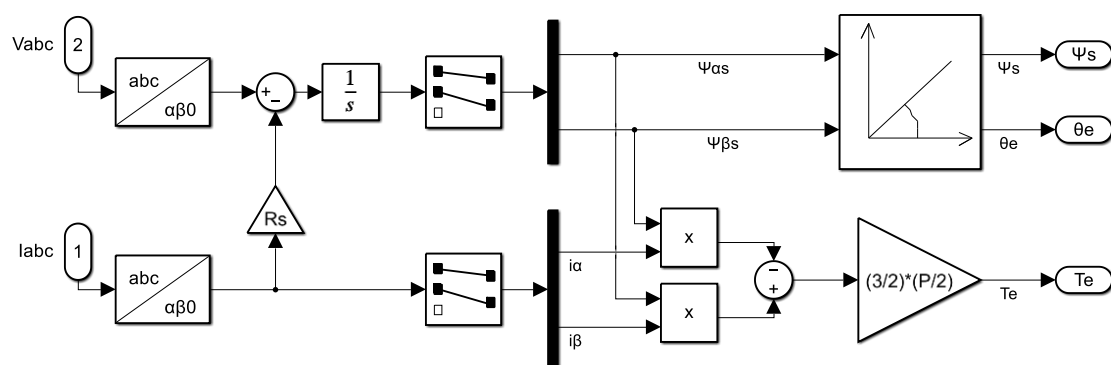 Vabc
2
abc
αβ0
+
−
1
s
Ψαs
Ψβs
Ψs
θe
Ψs
θe
Rs
Iabc
1
abc
αβ0
iα
iβ
x
x
−
+
(3/2)*(P/2)
Te
Te